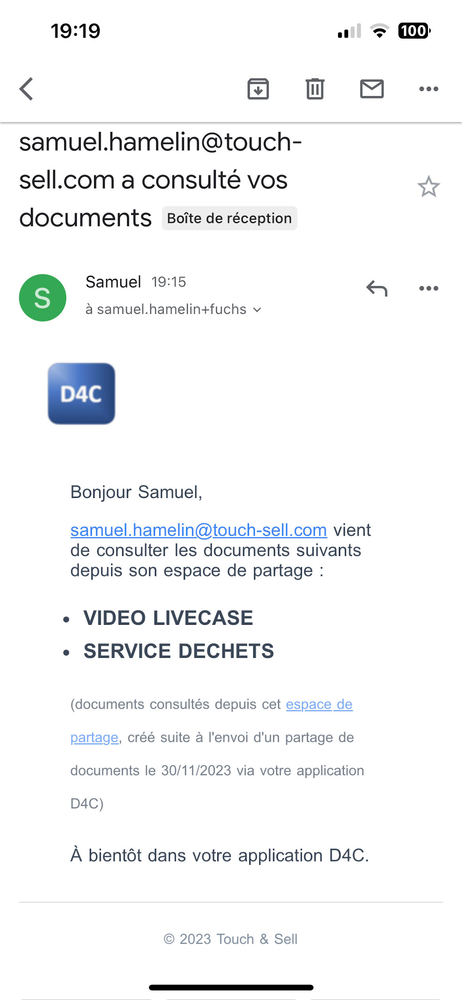 19:19
100
samuel.hamelin@touch-
sell.com a consulté vos
documents Boîte de réception
S
Samuel 19:15
à samuel.hamelin+fuchs
D4C
Bonjour Samuel,
samuel.hamelin@touch-sell.com vient
de consulter les documents suivants
depuis son espace de partage :
• VIDEO LIVECASE
• SERVICE DECHETS
(documents consultés depuis cet espace de
partage, créé suite à l'envoi d'un partage de
documents le 30/11/2023 via votre application
D4C)
À bientôt dans votre application D4C.
© 2023 Touch & Sell